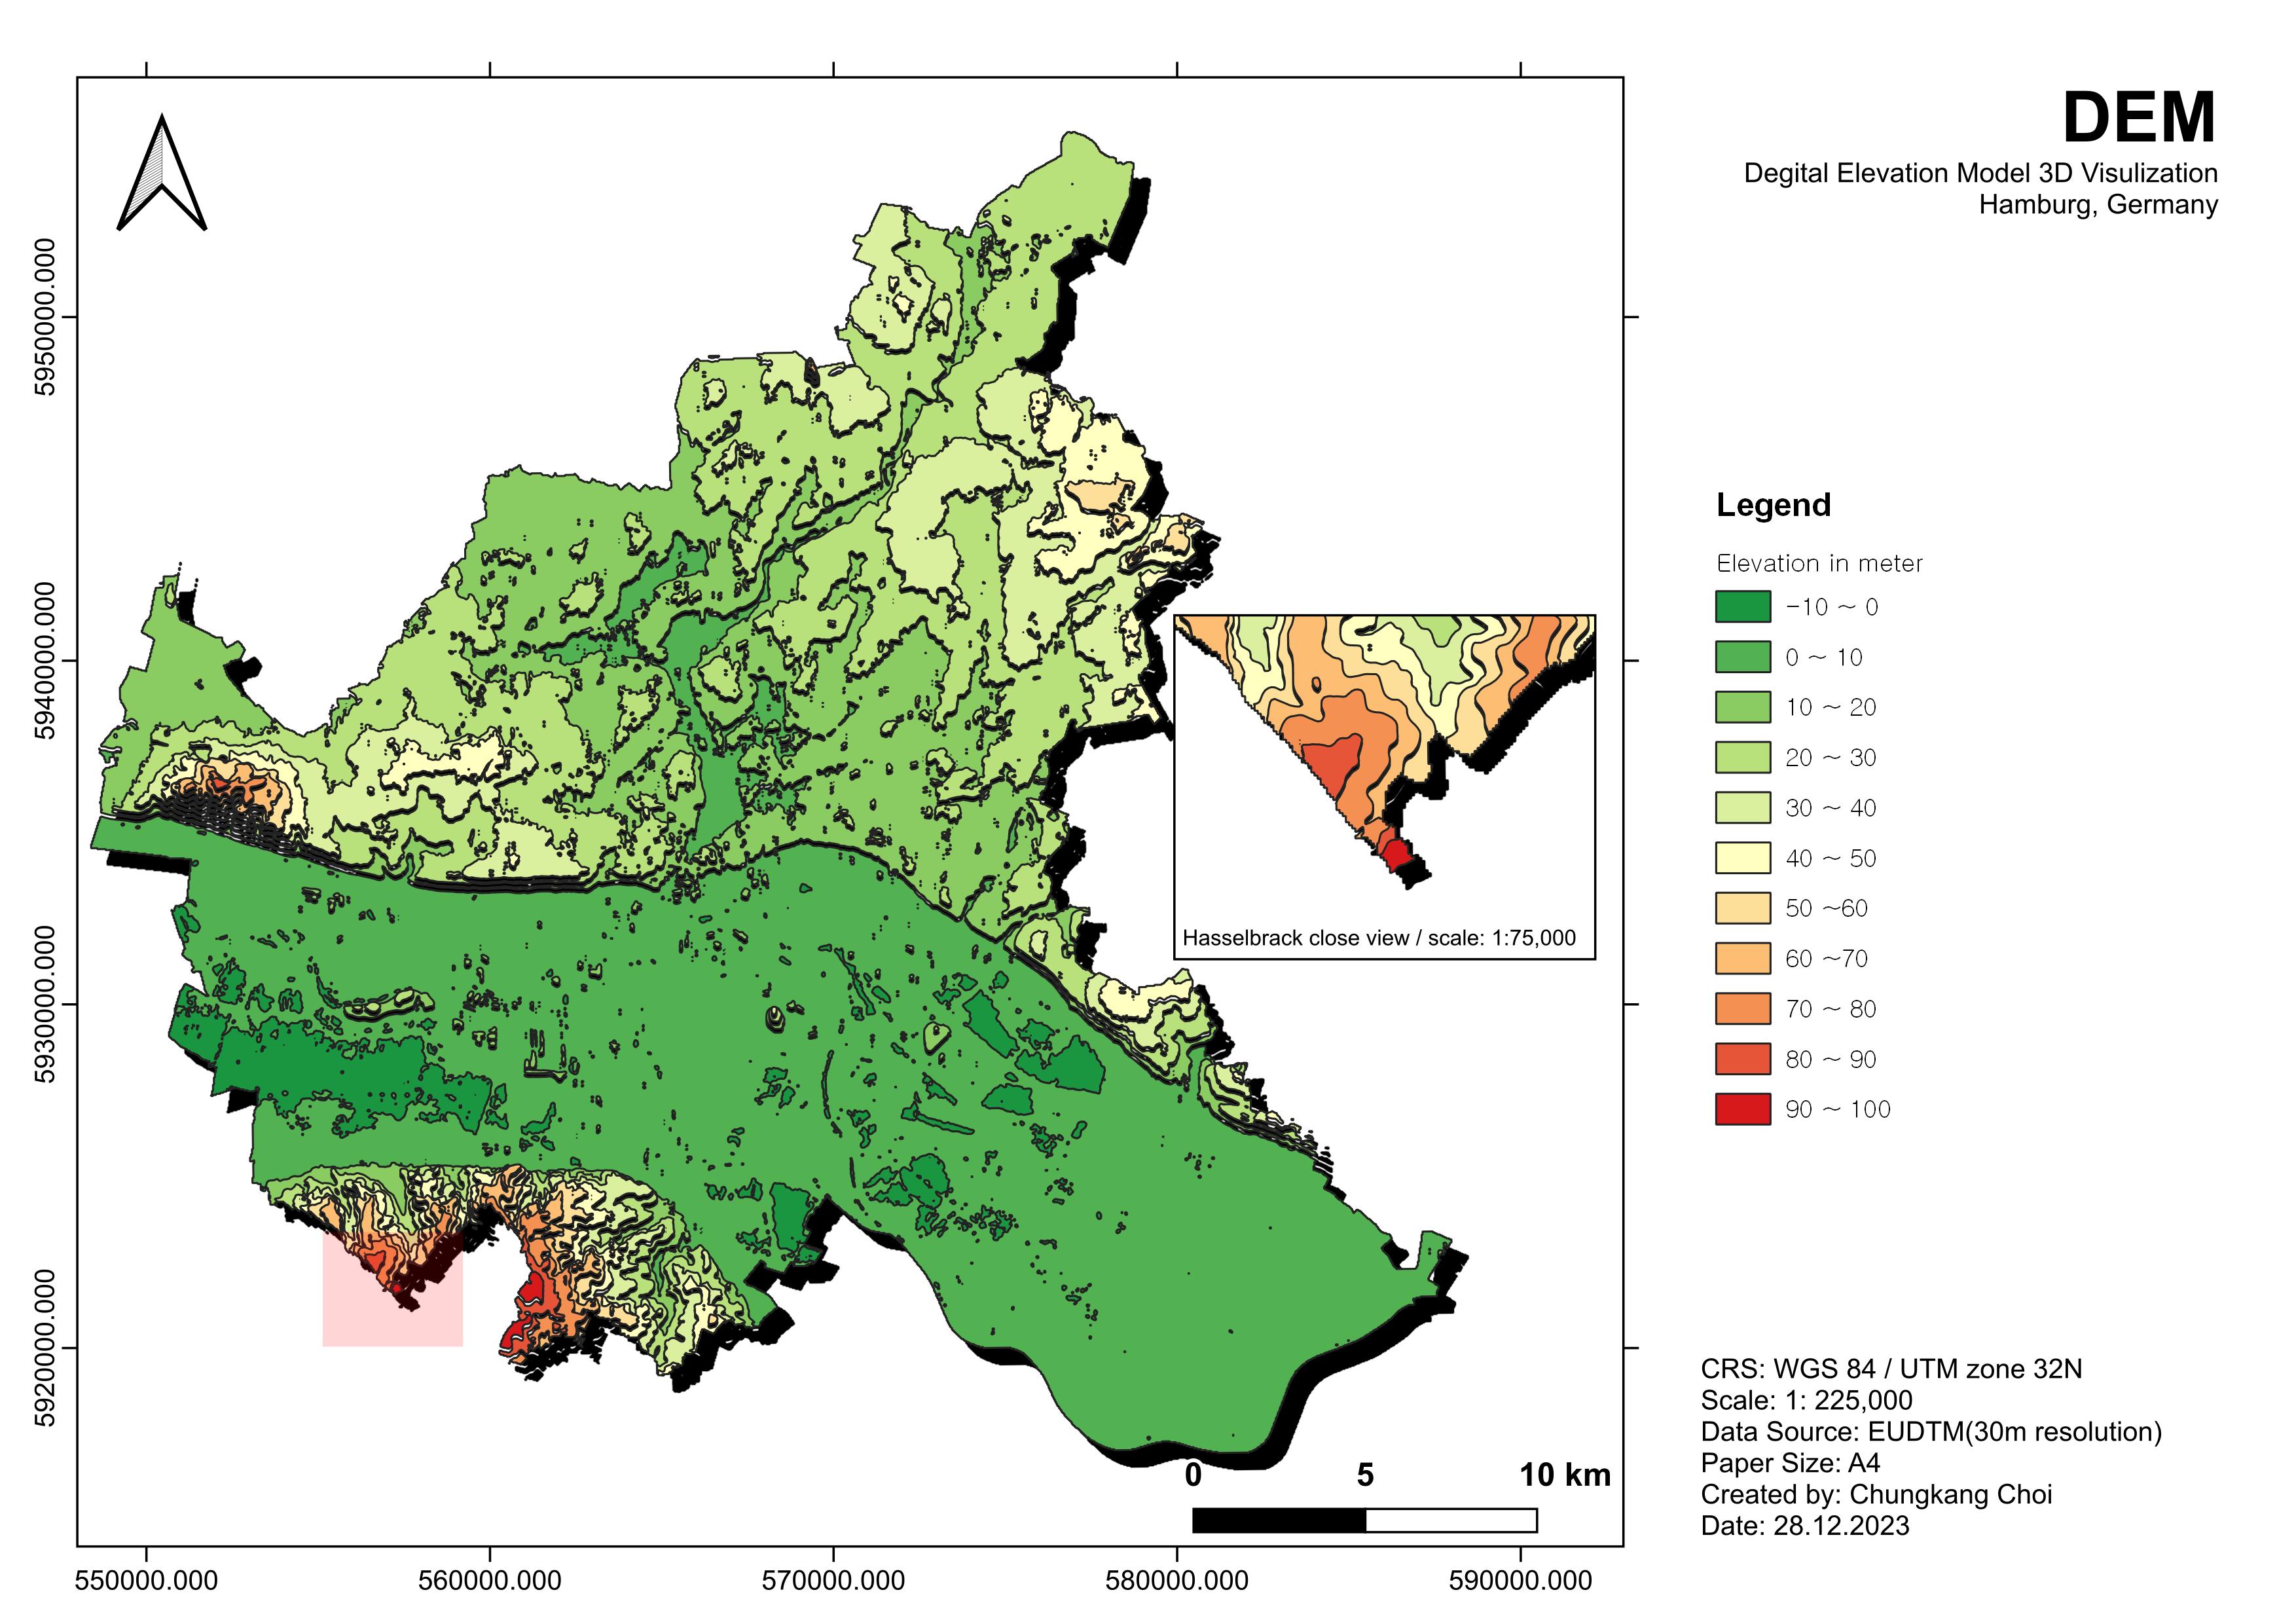 DEM
Degital Elevation Model 3D Visulization
Hamburg, Germany
5950000.000
5940000.000
5930000.000
5920000.000
550000.000
560000.000
570000.000
580000.000
590000.000
Hasselbrack close view / scale: 1:75,000
0 5 10 km
Legend
Elevation in meter
-10 ~ 0
0 ~ 10
10 ~ 20
20 ~ 30
30 ~ 40
40 ~ 50
50 ~60
60 ~70
70 ~ 80
80 ~ 90
90 ~ 100
CRS: WGS 84 / UTM zone 32N
Scale: 1: 225,000
Data Source: EUDTM(30m resolution)
Paper Size: A4
Created by: Chungkang Choi
Date: 28.12.2023